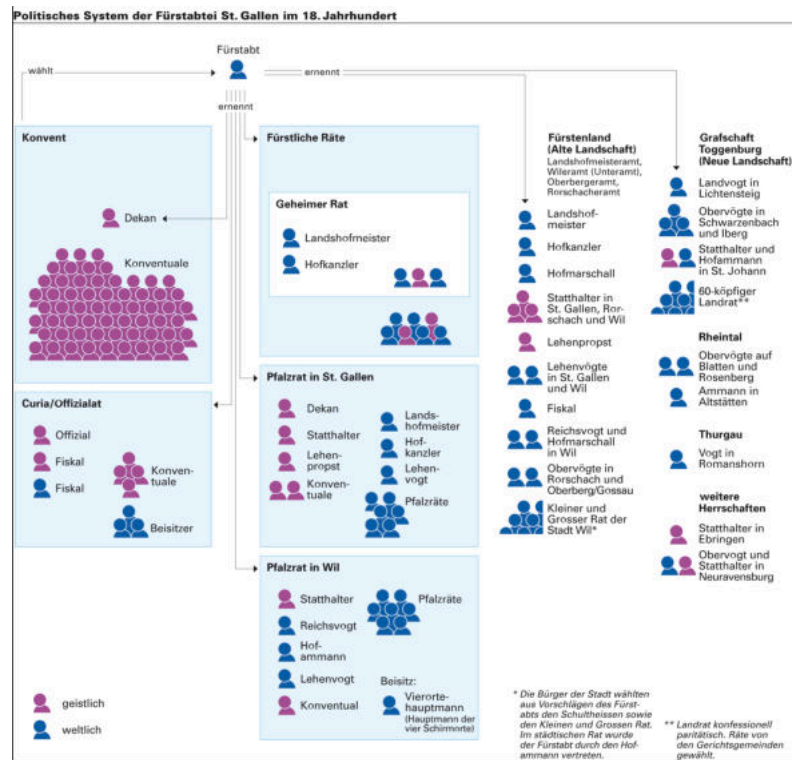 Politisches System der Fürstabtei St. Gallen im 18. Jahrhundert
Fürstabt
wählt
ernennt
ernennt
Konvent
Dekan
Konventuale
Curia/Offizialat
Offizial
Fiskal
Fiskal
Konven-
tuale
Beisitzer
Fürstliche Räte
Geheimer Rat
Landshofmeister
Hofkanzler
Pfalzrat in St. Gallen
Dekan
Statthalter
Lehen-
propst
Konven-
tuale
Lands-
hofmeister
Hof-
kanzler
Lehen-
vogt
Pfalzräte
Pfalzrat in Wil
Statthalter
Reichsvogt
Hof-
ammann
Lehenvogt
Konventual
Pfalzräte
Beisitz:
Vierorte-
hauptmann
(Hauptmann der
vier Schirmorte)
Fürstenland
(Alte Landschaft)
Landshofmeisteramt,
Wileramt (Unteramt),
Oberbergeramt,
Rorschacheramt
Landshof-
meister
Hofkanzler
Hofmarschall
Statthalter in
St. Gallen, Ror-
schach und Wil
Lehenpropst
Lehenvögte
in St. Gallen
und Wil
Fiskal
Reichsvogt und
Hofmarschall
in Wil
Obervögte in
Rorschach und
Oberberg/Gossau
Kleiner und
Grosser Rat der
Stadt Wil*
Grafschaft
Toggenburg
(Neue Landschaft)
Landvogt in
Lichtensteig
Obervögte in
Schwarzenbach
und Iberg
Statthalter und
Hofammann
in St. Johann
60-köpfiger
Landrat**
Rheintal
Obervögte auf
Blatten und
Rosenberg
Ammann in
Altstätten
Thurgau
Vogt in
Romanshorn
weitere
Herrschaften
Statthalter in
Ebringen
Obervogt und
Statthalter in
Neuravensburg
geistlich
weltlich
* Die Bürger der Stadt wählten
aus Vorschlägen des Fürst-
abts den Schultheissen sowie
den Kleinen und Grossen Rat.
Im städtischen Rat wurde
der Fürstabt durch den Hof-
ammann vertreten.
** Landrat konfessionell
paritätisch. Räte von
den Gerichtsgemeinden
gewählt.